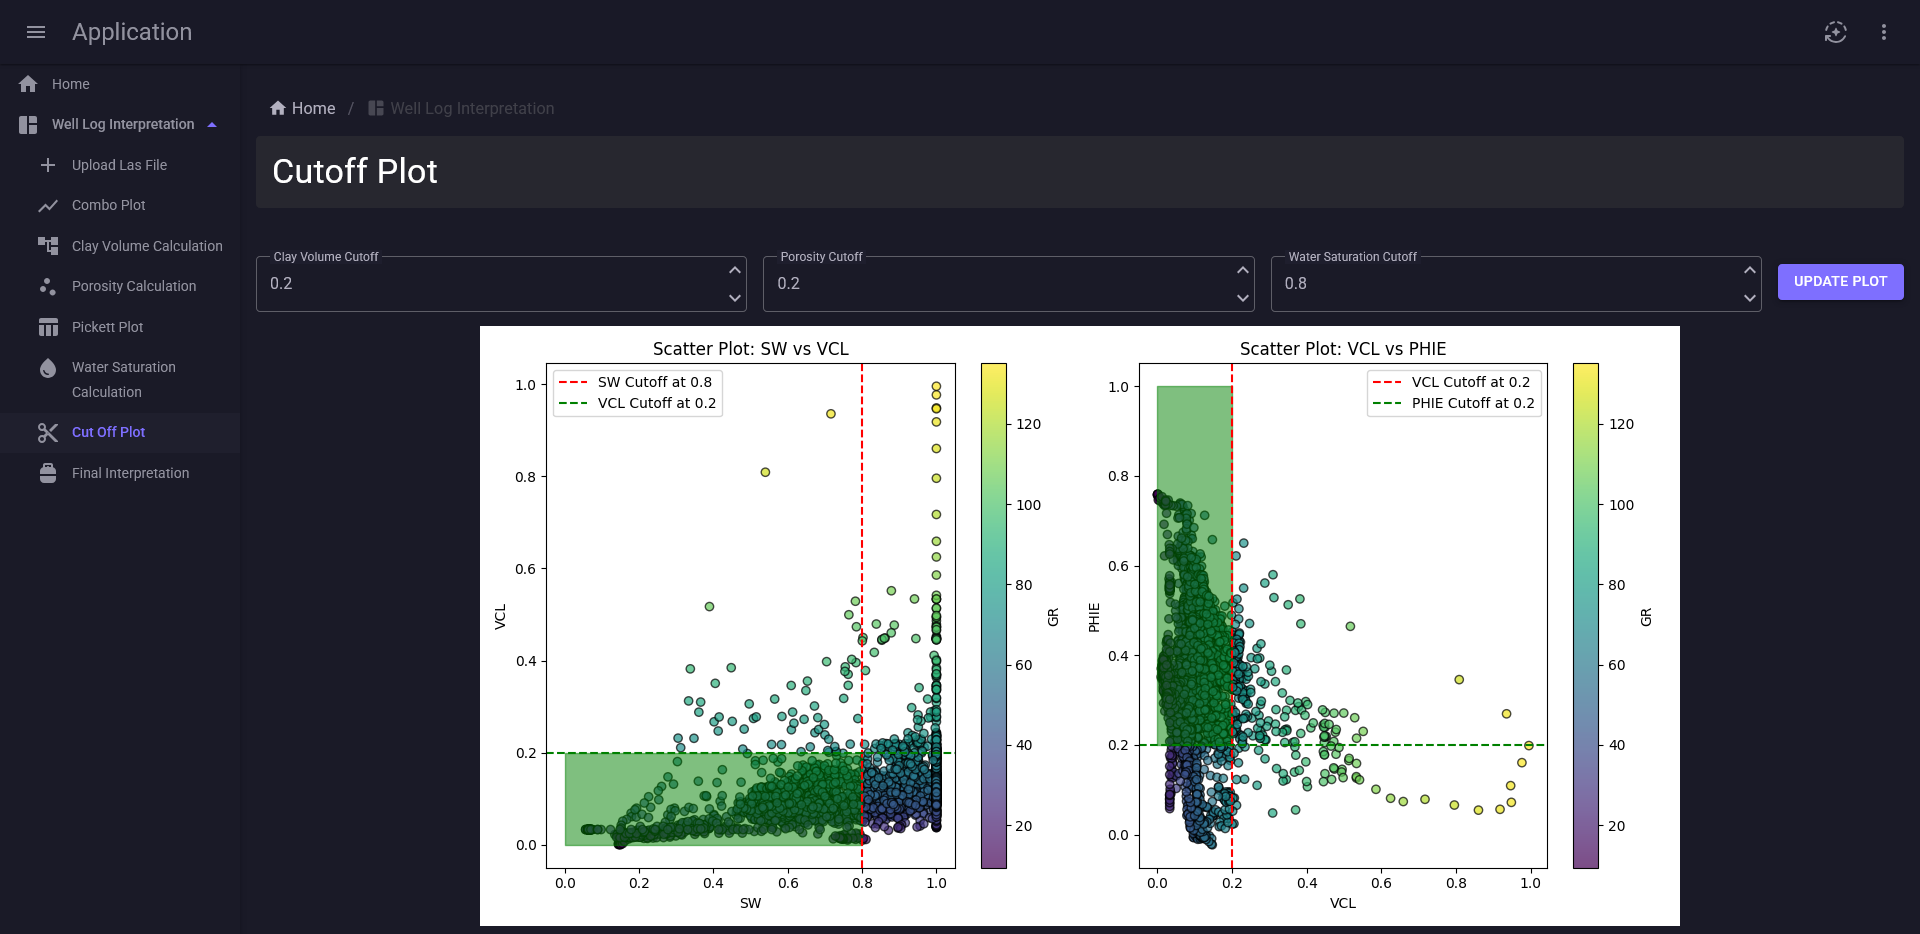 Application
Home
Well Log Interpretation
Upload Las File
Combo Plot
Clay Volume Calculation
Porosity Calculation
Pickett Plot
Water Saturation
Calculation
Cut Off Plot
Final Interpretation
Home / Well Log Interpretation
Cutoff Plot
Clay Volume Cutoff
0.2
Porosity Cutoff
0.2
Water Saturation Cutoff
0.8
UPDATE PLOT
Scatter Plot: SW vs VCL
SW Cutoff at 0.8
VCL Cutoff at 0.2
1.0
0.8
0.6
0.4
0.2
0.0
VCL
0.0 0.2 0.4 0.6 0.8 1.0
SW
120
100
80
60
40
20
GR
Scatter Plot: VCL vs PHIE
VCL Cutoff at 0.2
PHIE Cutoff at 0.2
1.0
0.8
0.6
0.4
0.2
0.0
PHIE
0.0 0.2 0.4 0.6 0.8 1.0
VCL
120
100
80
60
40
20
GR